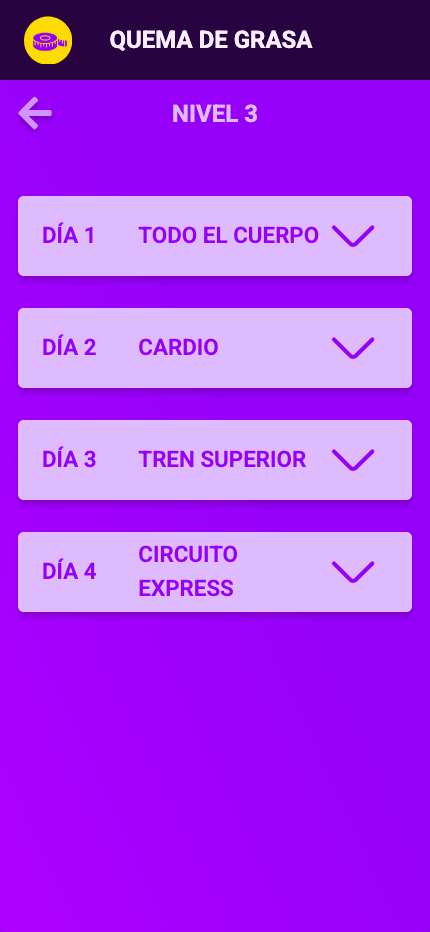 QUEMA DE GRASA
NIVEL 3
DÍA 1 TODO EL CUERPO
DÍA 2 CARDIO
DÍA 3 TREN SUPERIOR
DÍA 4 CIRCUITO
EXPRESS